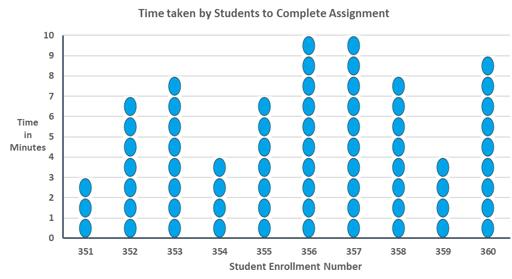 Time taken by Students to Complete Assignment
10
9
8
7
6
5
4
3
2
1
0
Time
in
Minutes
351 352 353 354 355 356 357 358 359 360
Student Enrollment Number